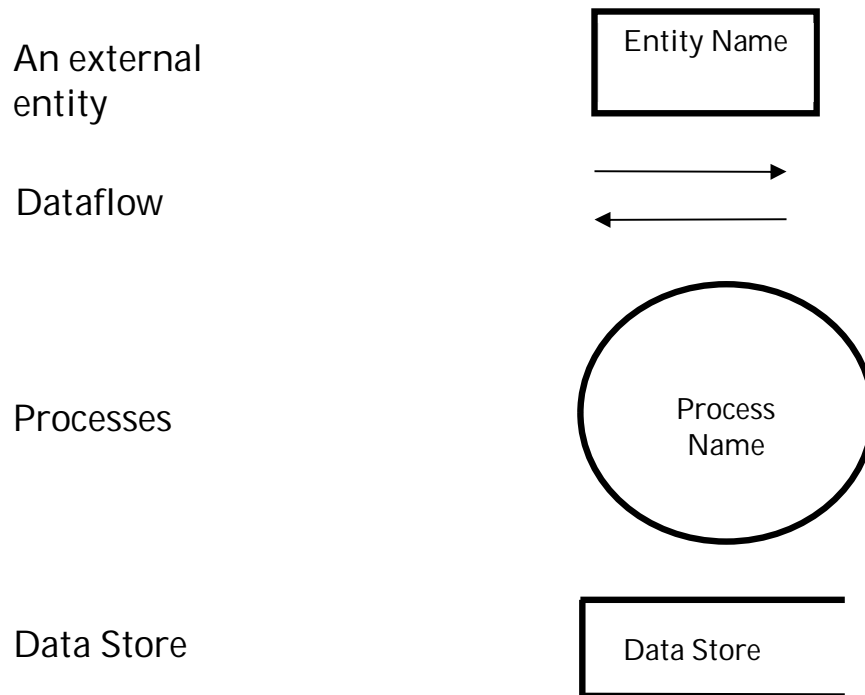 An external
entity
Entity Name
Dataflow
Processes
Process
Name
Data Store
Data Store